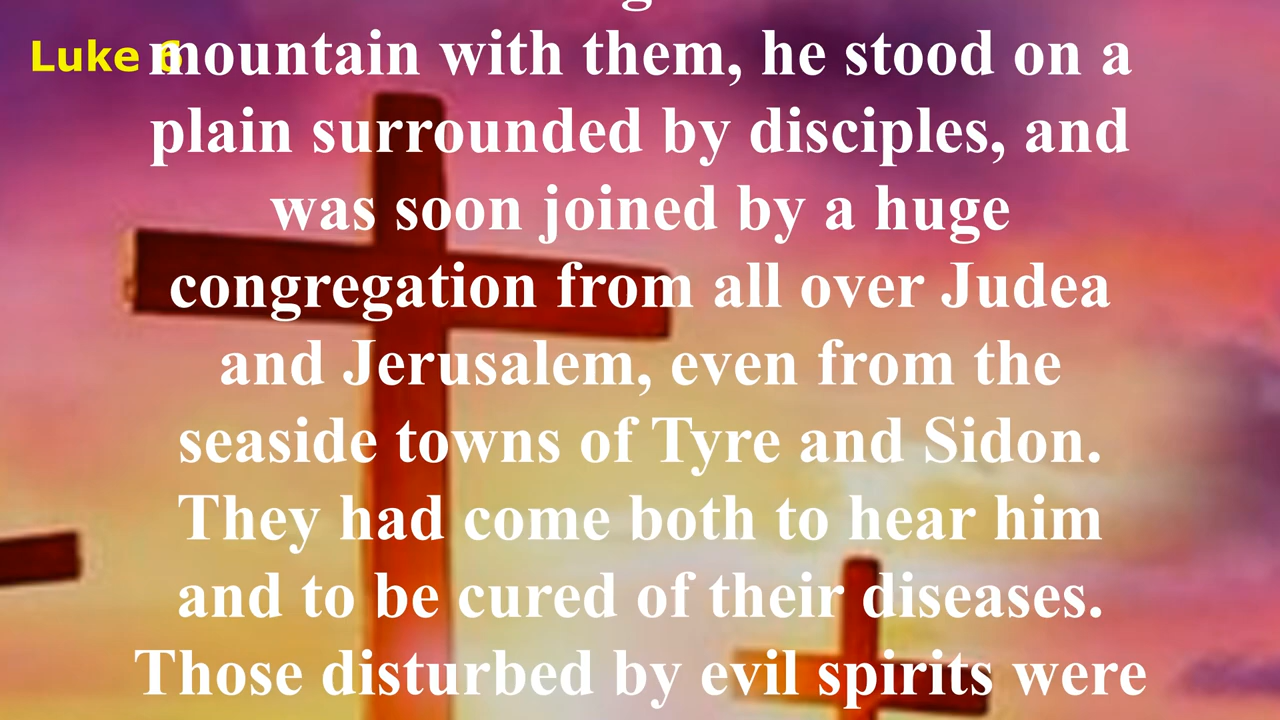 Luke 6
mountain with them, he stood on a
plain surrounded by disciples, and
was soon joined by a huge
congregation from all over Judea
and Jerusalem, even from the
seaside towns of Tyre and Sidon.
They had come both to hear him
and to be cured of their diseases.
Those disturbed by evil spirits were